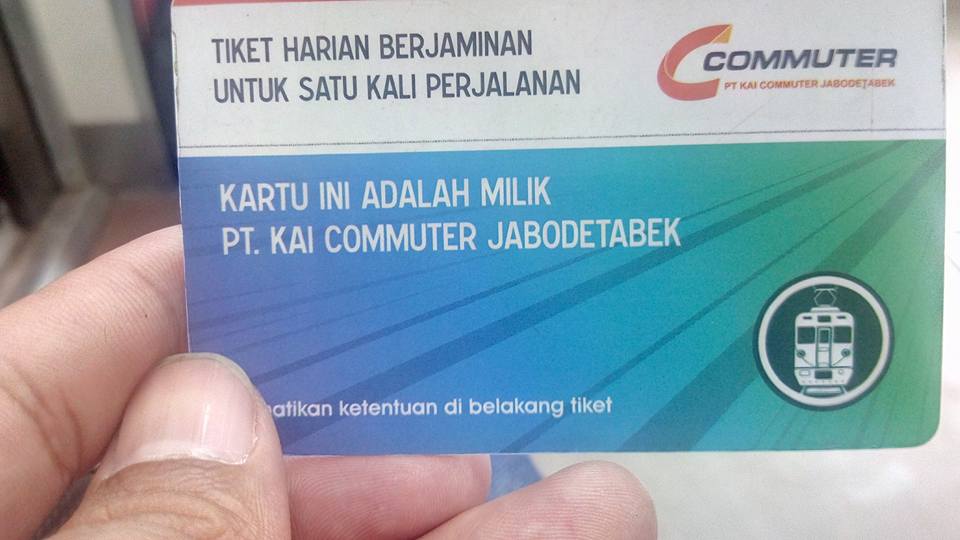 TIKET HARIAN BERJAMINAN
UNTUK SATU KALI PERJALANAN
COMMUTER
PT KAI COMMUTER JABODETABEK
KARTU INI ADALAH MILIK
PT. KAI COMMUTER JABODETABEK
ketentuan di belakang tiket